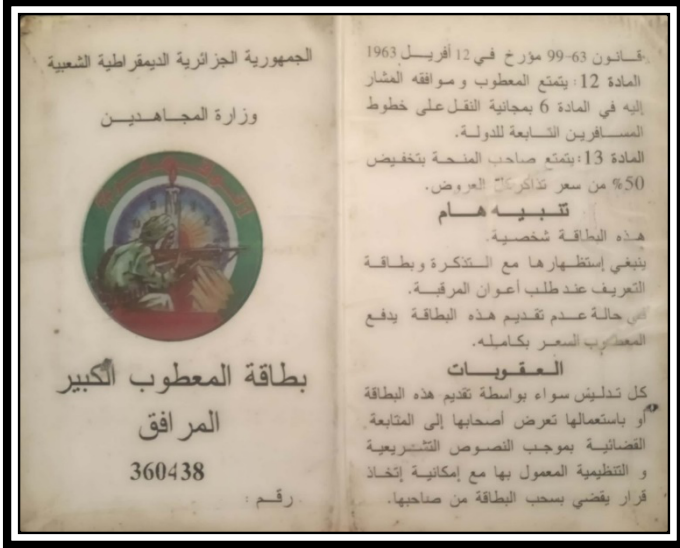 الجمهورية الجزائرية الديمقراطية الشعبية
وزارة المجاهدين
بطاقة المعطوب الكبير
المرافق
360438
رقم :
قانون 63-99 مؤرخ في 12 أفريل 1963
المادة 12: يتمتع المعطوب و موافقه المشار
إليه في المادة 6 بمجانية النقل على خطوط
المسافرين التابعة للدولة.
المادة 13: يتمتع صاحب المنحة بتخفيض
50% من سعر تذاكر كل العروض.
تنبيه هام
هذه البطاقة شخصية.
ينبغي إستظهارها مع التذكرة وبطاقة
التعريف عند طلب أعوان المرقبة.
في حالة عدم تقديم هذه البطاقة يدفع
المعطوب السعر بكامله.
العقوبات
كل تدليس سواء بواسطة تقديم هذه البطاقة
أو باستعمالها تعرض أصحابها إلى المتابعة
القضائية بموجب النصوص التشريعية
و التنظيمية المعمول بها مع إمكانية إتخاذ
قرار يقضي بسحب البطاقة من صاحبها.